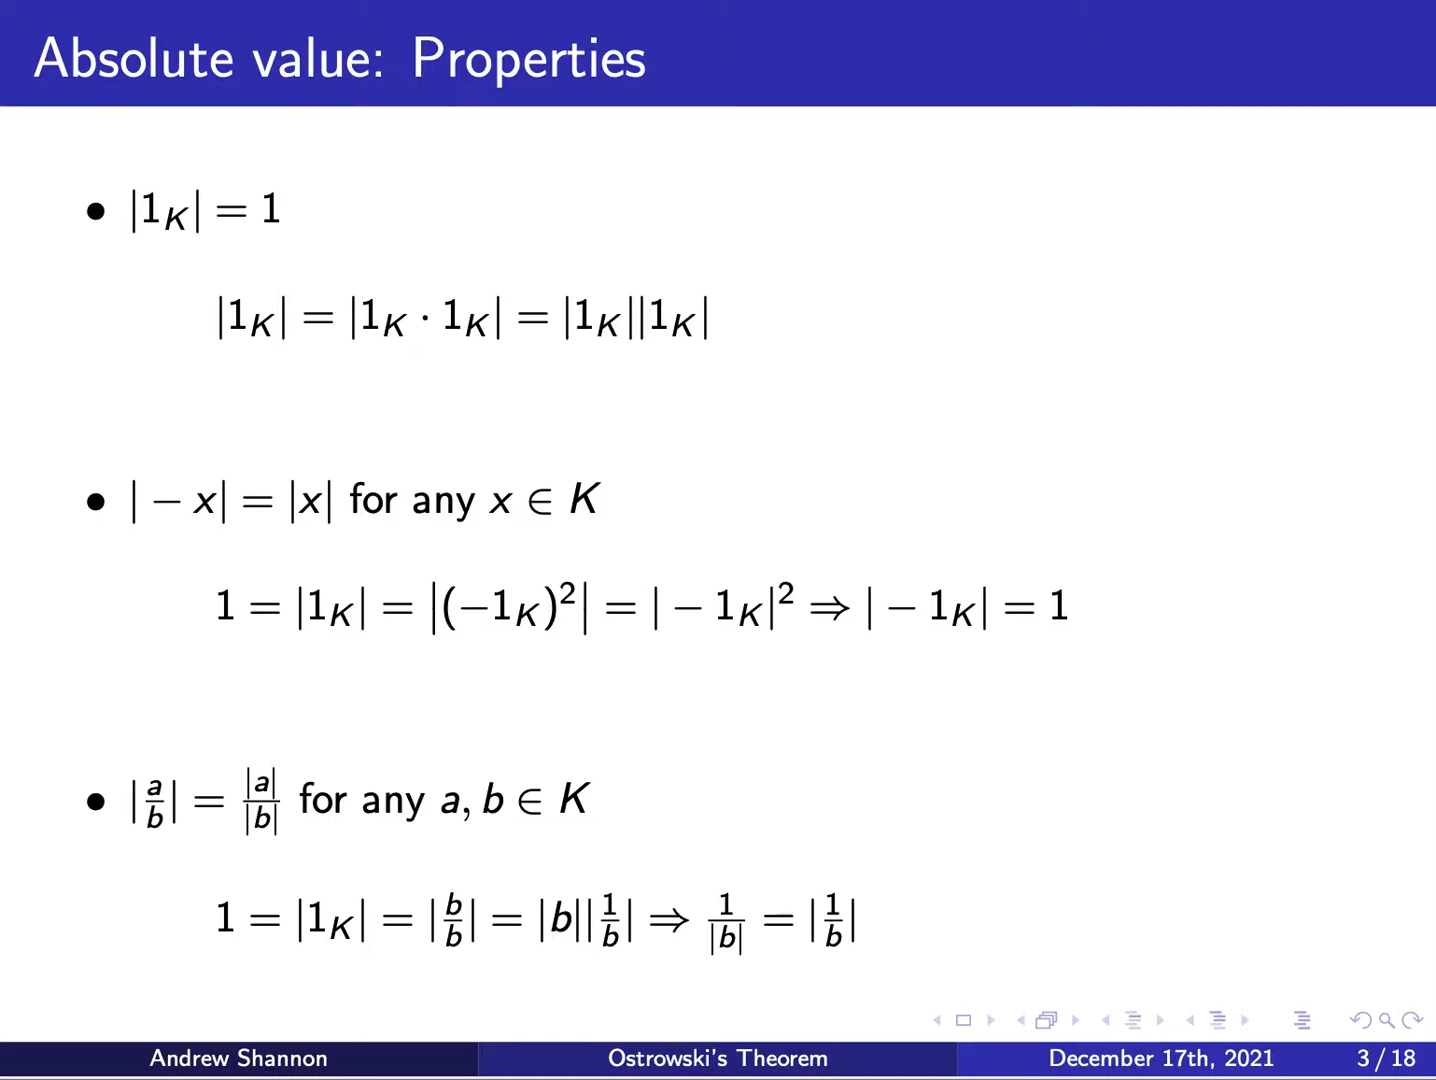 Absolute value: Properties
• |1_K| = 1
|1_K| = |1_K · 1_K| = |1_K||1_K|
• | − x| = |x| for any x ∈ K
1 = |1_K| = |(−1_K)²| = | − 1_K|² ⇒ | − 1_K| = 1
• |a/b| = |a|/|b| for any a, b ∈ K
1 = |1_K| = |b/b| = |b||1/b| ⇒ 1/|b| = |1/b|
Andrew Shannon Ostrowski's Theorem December 17th, 2021 3 / 18